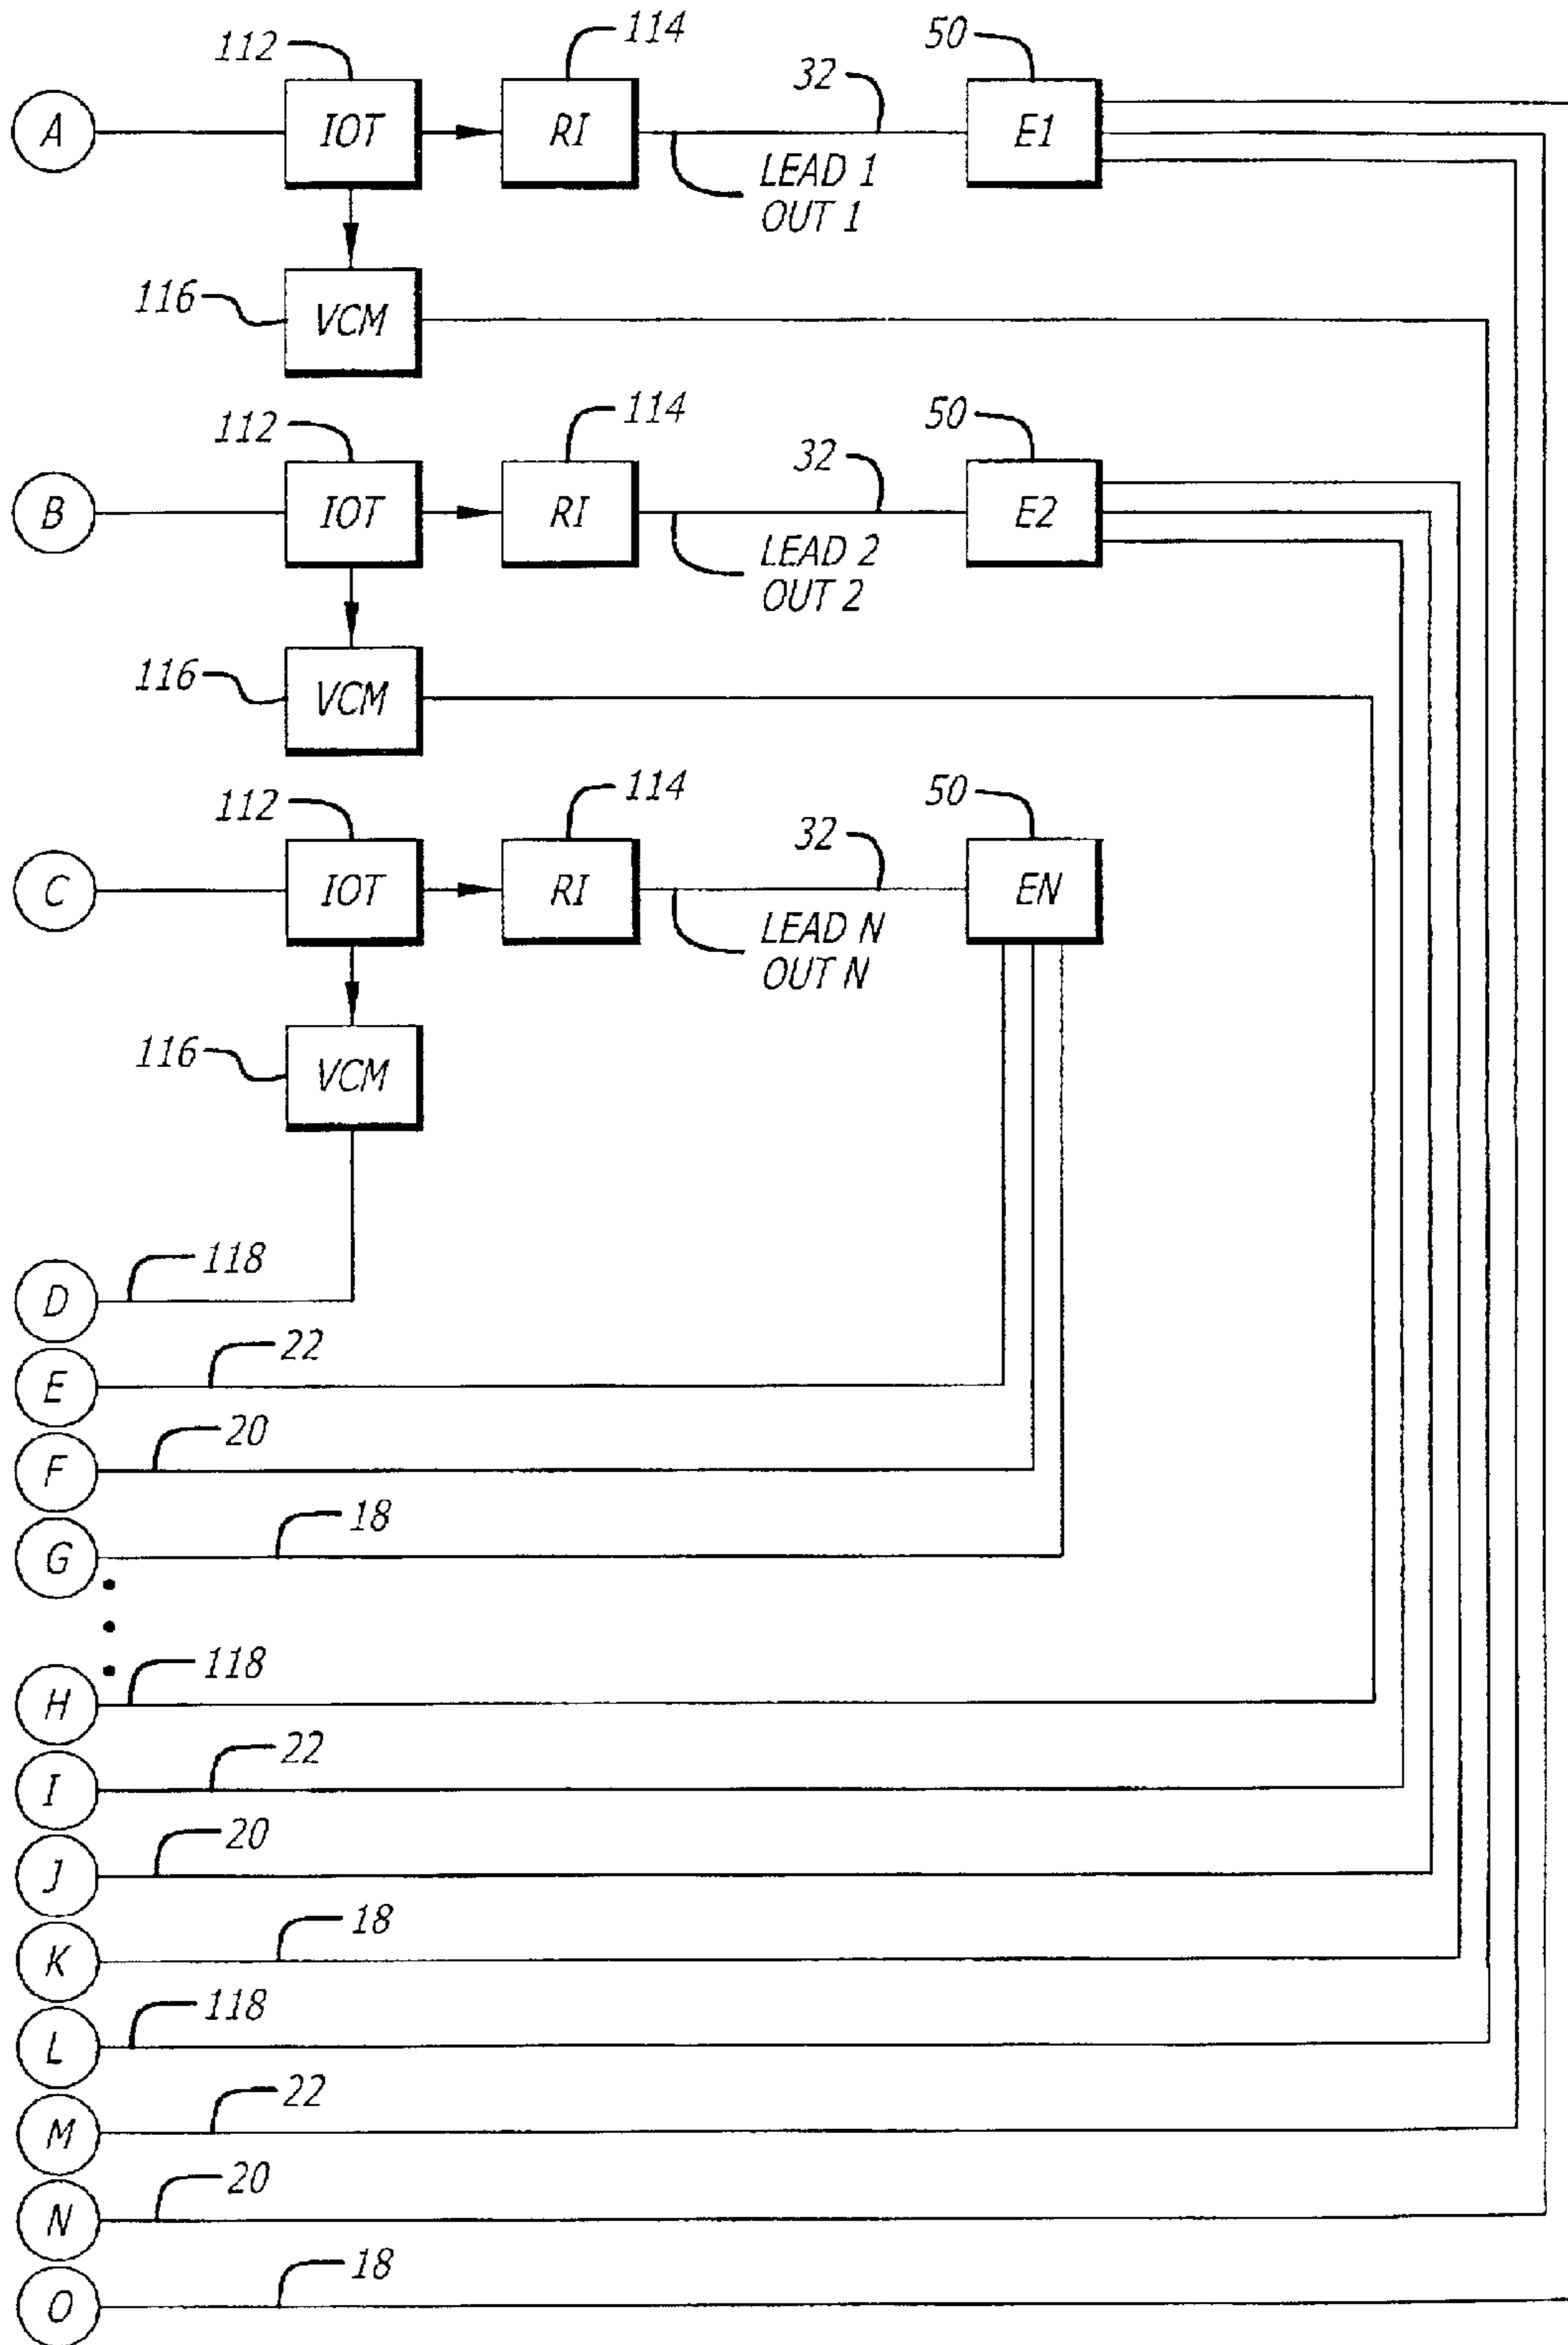 112 114 32 50
A IOT RI E1
LEAD 1
OUT 1
116 VCM
112 114 32 50
B IOT RI E2
LEAD 2
OUT 2
116 VCM
112 114 32 50
C IOT RI EN
LEAD N
OUT N
116 VCM
D 118
E 22
F 20
G 18
H 118
I 22
J 20
K 18
L 118
M 22
N 20
O 18